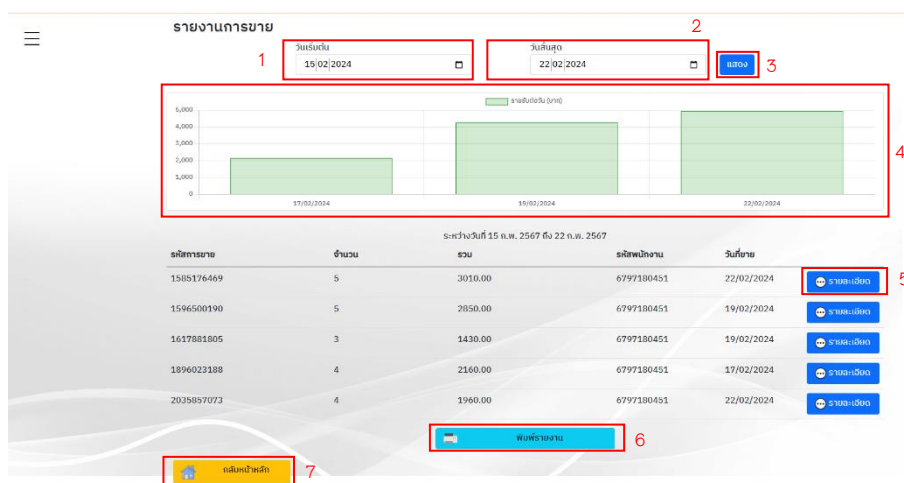 รายงานการขาย
2
วันเริ่มต้น วันสิ้นสุด
1 15/02/2024 22/02/2024 แสดง 3
รายรับต่อวัน (บาท)
5,000
4,000
3,000
2,000
1,000
0
4
17/02/2024 19/02/2024 22/02/2024
ระหว่างวันที่ 15 ก.พ. 2567 ถึง 22 ก.พ. 2567
รหัสการขาย จำนวน รวม รหัสพนักงาน วันที่ขาย
1585176469 5 3010.00 6797180451 22/02/2024 รายละเอียด 5
1596500190 5 2850.00 6797180451 19/02/2024 รายละเอียด
1617881805 3 1430.00 6797180451 19/02/2024 รายละเอียด
1896023188 4 2160.00 6797180451 17/02/2024 รายละเอียด
2035857073 4 1960.00 6797180451 22/02/2024 รายละเอียด
พิมพ์รายงาน 6
กลับหน้าหลัก 7